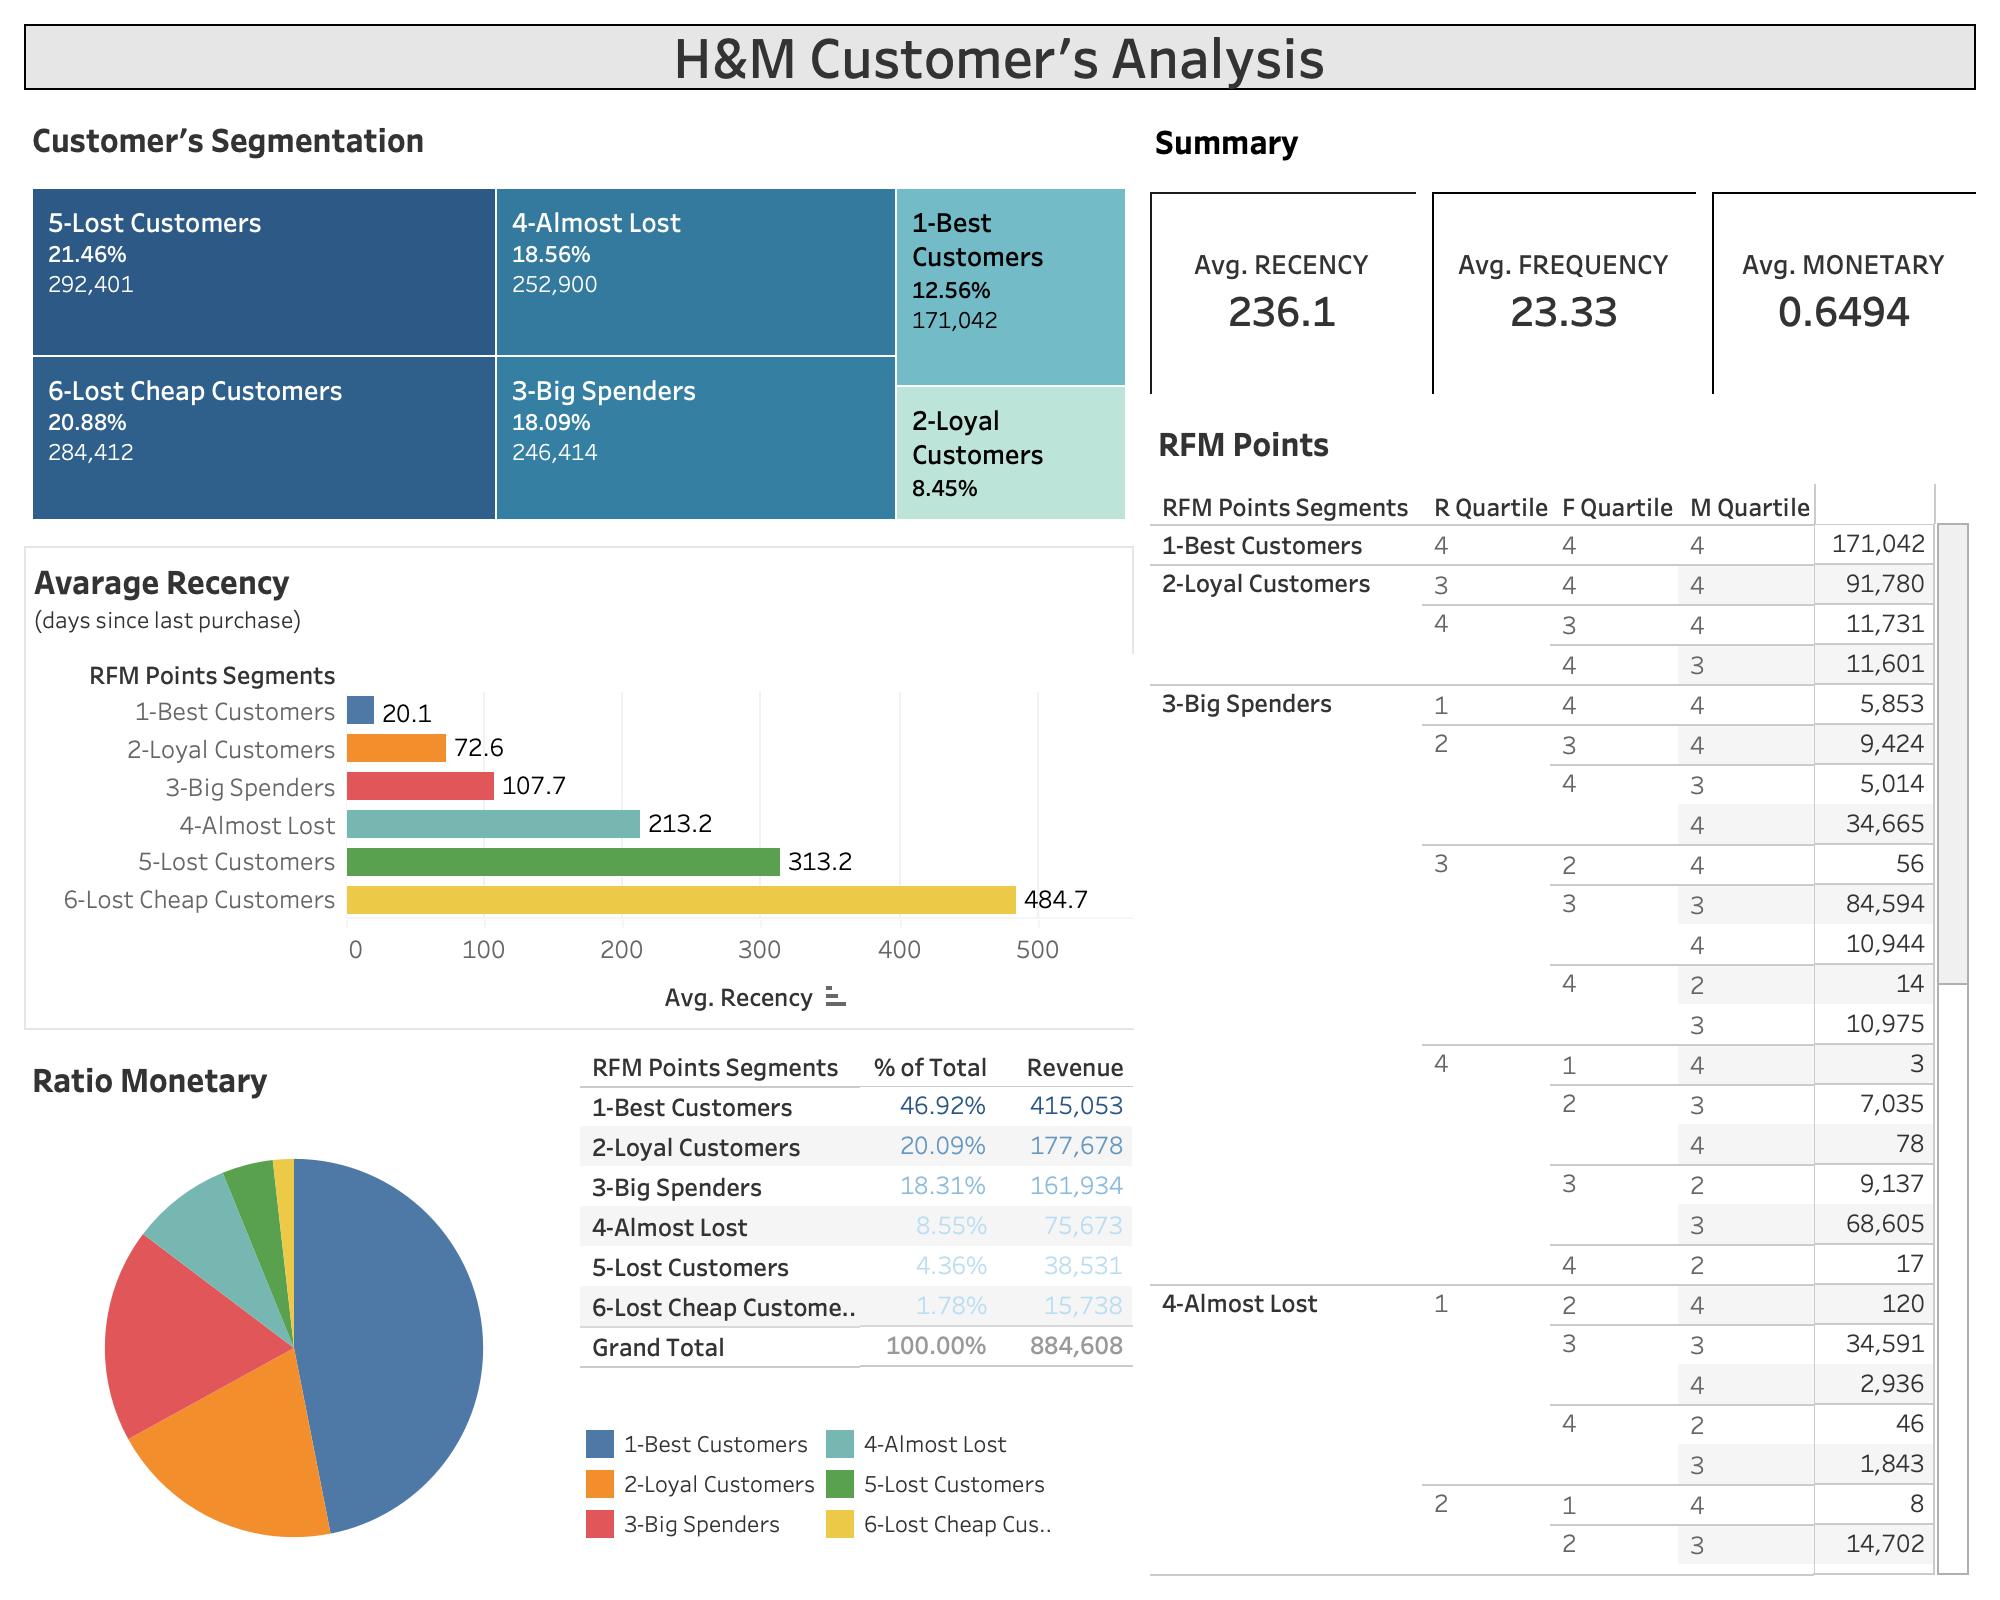 H&M Customer’s Analysis
Customer’s Segmentation
5-Lost Customers
21.46%
292,401
4-Almost Lost
18.56%
252,900
1-Best
Customers
12.56%
171,042
6-Lost Cheap Customers
20.88%
284,412
3-Big Spenders
18.09%
246,414
2-Loyal
Customers
8.45%
Summary
Avg. RECENCY
236.1
Avg. FREQUENCY
23.33
Avg. MONETARY
0.6494
Avarage Recency
(days since last purchase)
RFM Points Segments
1-Best Customers 20.1
2-Loyal Customers 72.6
3-Big Spenders 107.7
4-Almost Lost 213.2
5-Lost Customers 313.2
6-Lost Cheap Customers 484.7
0 100 200 300 400 500
Avg. Recency
Ratio Monetary
RFM Points Segments % of Total Revenue
1-Best Customers 46.92% 415,053
2-Loyal Customers 20.09% 177,678
3-Big Spenders 18.31% 161,934
4-Almost Lost 8.55% 75,673
5-Lost Customers 4.36% 38,531
6-Lost Cheap Custome.. 1.78% 15,738
Grand Total 100.00% 884,608
1-Best Customers 4-Almost Lost
2-Loyal Customers 5-Lost Customers
3-Big Spenders 6-Lost Cheap Cus..
RFM Points
RFM Points Segments R Quartile F Quartile M Quartile
1-Best Customers 4 4 4 171,042
2-Loyal Customers 3 4 4 91,780
4 3 4 11,731
4 3 11,601
3-Big Spenders 1 4 4 5,853
2 3 4 9,424
4 3 5,014
4 34,665
3 2 4 56
3 3 84,594
4 10,944
4 2 14
3 10,975
4 1 4 3
2 3 7,035
4 78
3 2 9,137
3 68,605
4 2 17
4-Almost Lost 1 2 4 120
3 3 34,591
4 2,936
4 2 46
3 1,843
2 1 4 8
2 3 14,702